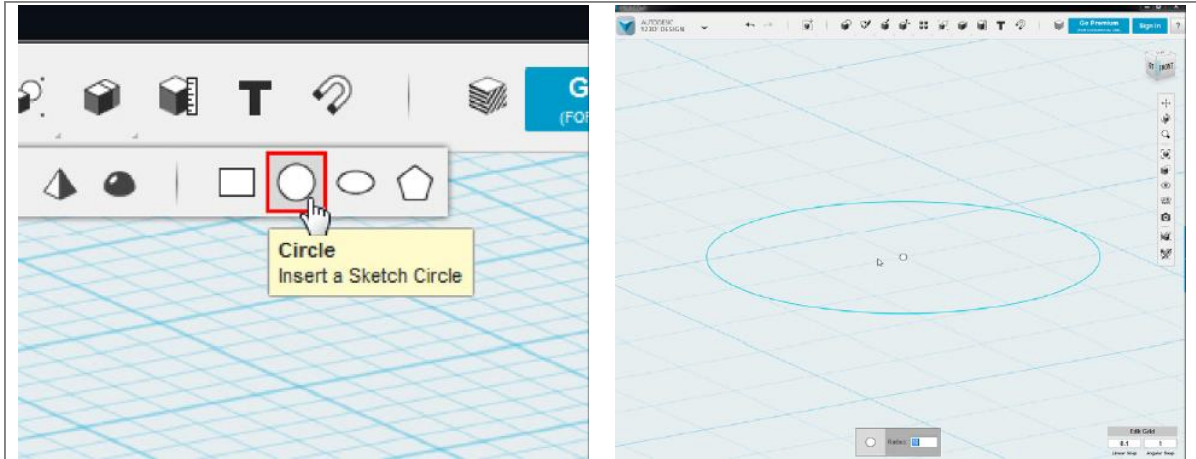 G
(FOR
Circle
Insert a Sketch Circle
AUTODESK
123D DESIGN
T
Go Premium
Sign In
?
FRONT
Radius:
Edit Grid
0.1 1
Linear Snap Angular Snap